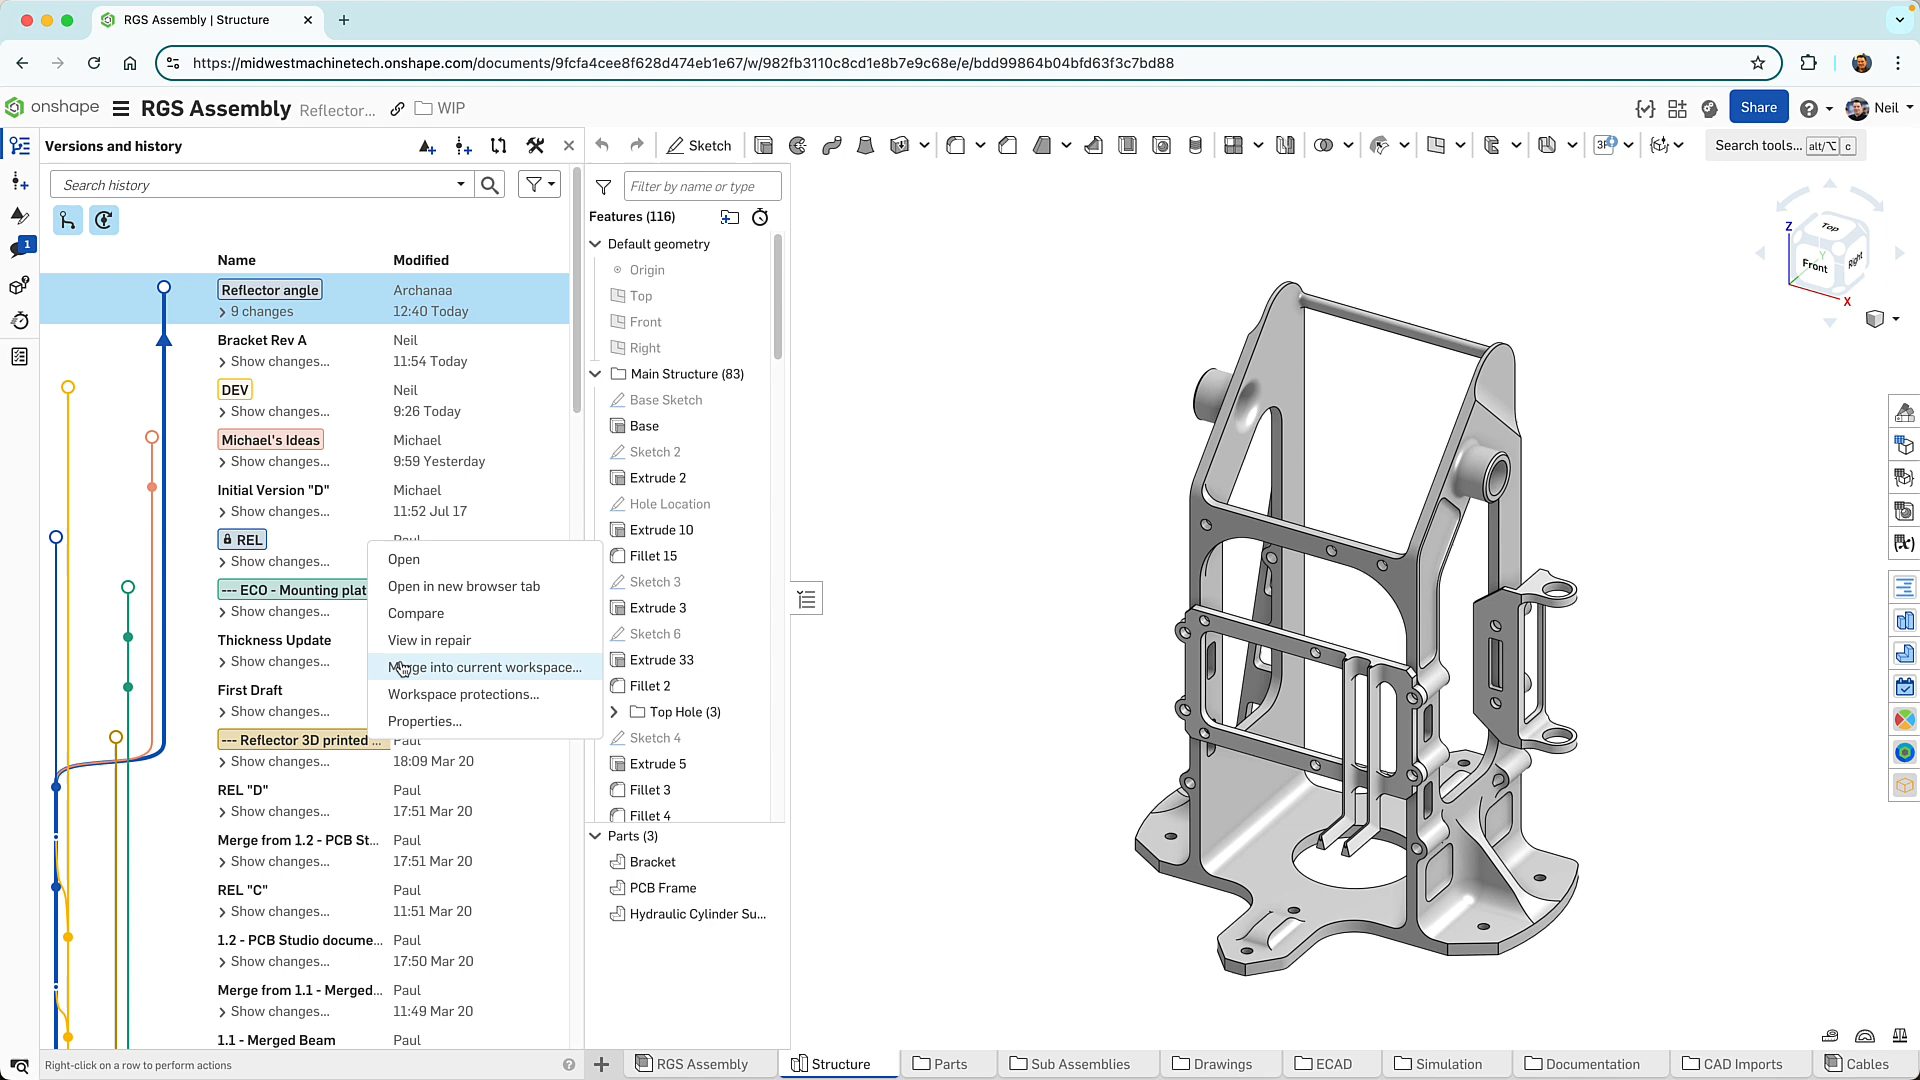 RGS Assembly | Structure
https://midwestmachinetech.onshape.com/documents/9fcfa4cee8f628d474eb1e67/w/982fb3110c8cd1e8b7e9c68e/e/bdd99864b04bfd63f3c7bd88
onshape RGS Assembly Reflector... WIP Share Neil
Versions and history
Sketch
Search tools... alt/⌥ c
Search history
1
Name Modified
Reflector angle Archanaa
9 changes 12:40 Today
Bracket Rev A Neil
Show changes... 11:54 Today
DEV Neil
Show changes... 9:26 Today
Michael's Ideas Michael
Show changes... 9:59 Yesterday
Initial Version "D" Michael
Show changes... 11:52 Jul 17
REL Paul
Show changes...
--- ECO - Mounting plat
Show changes...
Thickness Update
Show changes...
First Draft
Show changes...
--- Reflector 3D printed ... Paul
Show changes... 18:09 Mar 20
REL "D" Paul
Show changes... 17:51 Mar 20
Merge from 1.2 - PCB St... Paul
Show changes... 17:51 Mar 20
REL "C" Paul
Show changes... 11:51 Mar 20
1.2 - PCB Studio docume... Paul
Show changes... 17:50 Mar 20
Merge from 1.1 - Merged... Paul
Show changes... 11:49 Mar 20
1.1 - Merged Beam Paul
Right-click on a row to perform actions
Open
Open in new browser tab
Compare
View in repair
Merge into current workspace...
Workspace protections...
Properties...
Filter by name or type
Features (116)
Default geometry
Origin
Top
Front
Right
Main Structure (83)
Base Sketch
Base
Sketch 2
Extrude 2
Hole Location
Extrude 10
Fillet 15
Sketch 3
Extrude 3
Sketch 6
Extrude 33
Fillet 2
Top Hole (3)
Sketch 4
Extrude 5
Fillet 3
Fillet 4
Parts (3)
Bracket
PCB Frame
Hydraulic Cylinder Su...
Z
Top
Front
Right
Y
X
RGS Assembly Structure Parts Sub Assemblies Drawings ECAD Simulation Documentation CAD Imports Cables